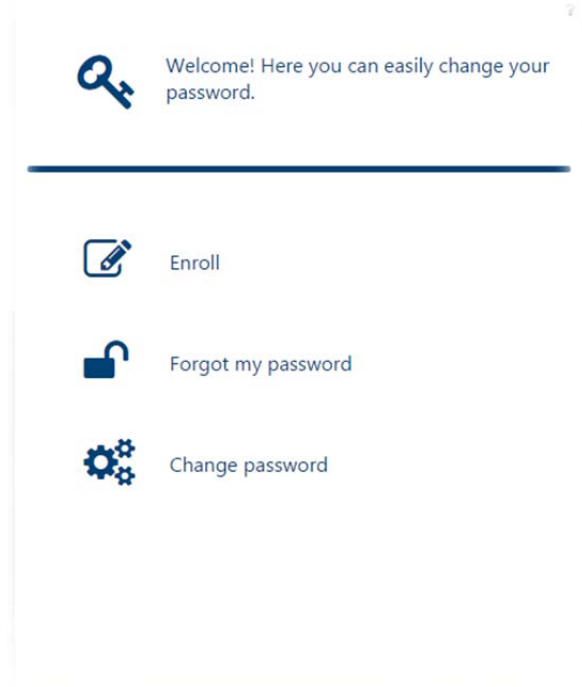 ?
Welcome! Here you can easily change your
password.
Enroll
Forgot my password
Change password